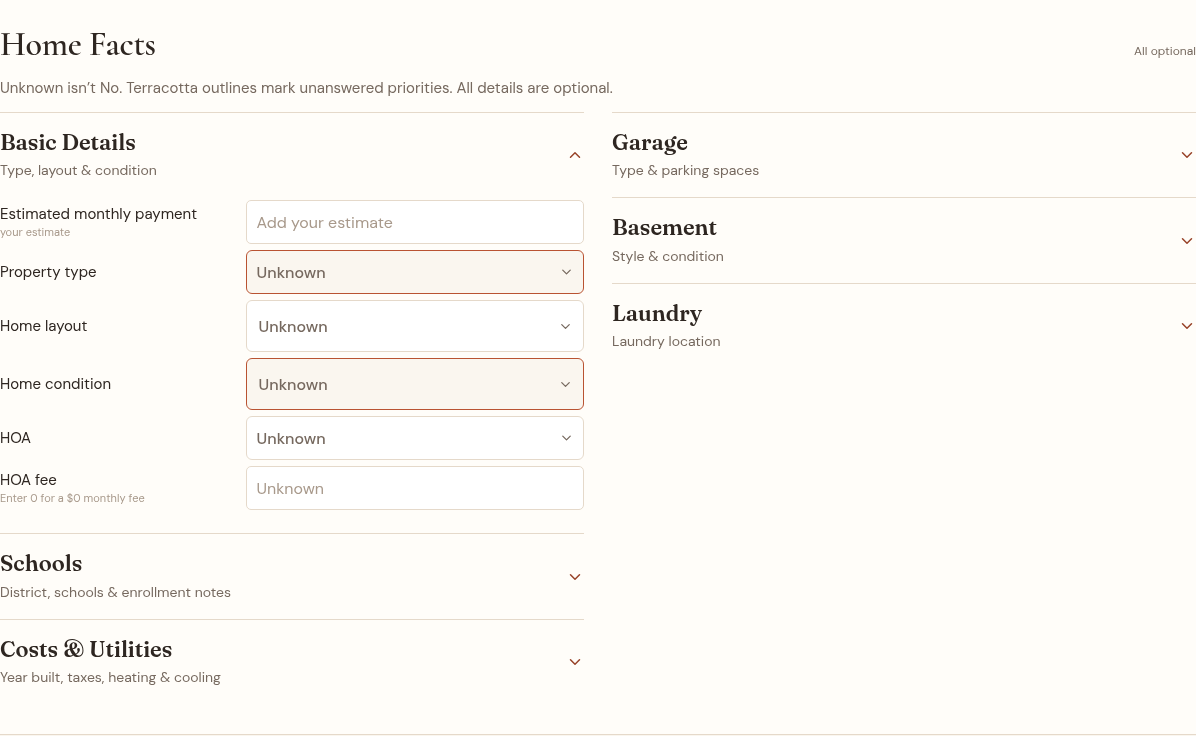 Home Facts
All optional
Unknown isn’t No. Terracotta outlines mark unanswered priorities. All details are optional.
Basic Details
Type, layout & condition
Estimated monthly payment
your estimate
Add your estimate
Property type
Unknown
Home layout
Unknown
Home condition
Unknown
HOA
Unknown
HOA fee
Enter 0 for a $0 monthly fee
Unknown
Schools
District, schools & enrollment notes
Costs & Utilities
Year built, taxes, heating & cooling
Garage
Type & parking spaces
Basement
Style & condition
Laundry
Laundry location